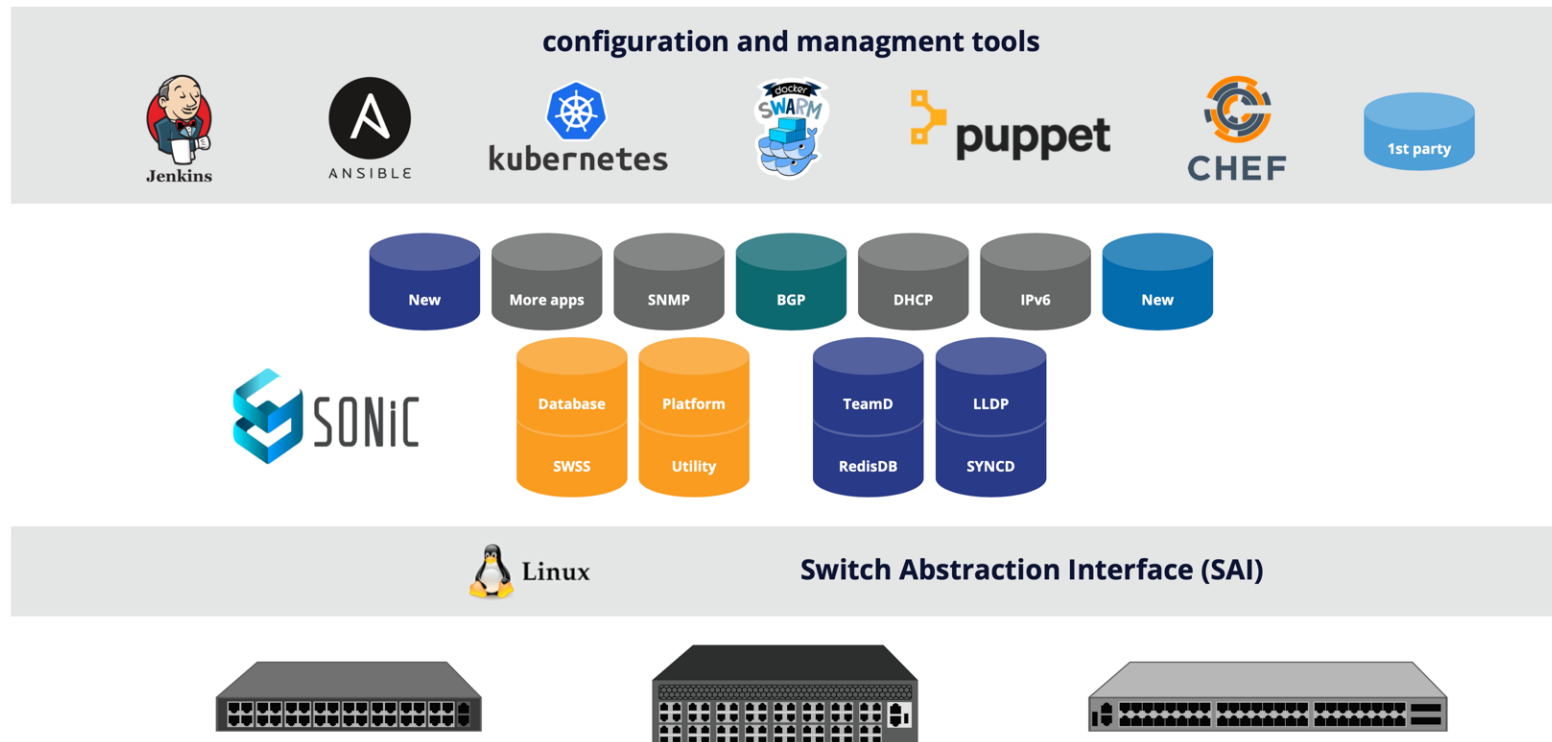 configuration and managment tools
Jenkins
ANSIBLE
kubernetes
docker
SWARM
puppet
CHEF
1st party
New
More apps
SNMP
BGP
DHCP
IPv6
New
SONiC
Database
Platform
TeamD
LLDP
SWSS
Utility
RedisDB
SYNCD
Linux
Switch Abstraction Interface (SAI)